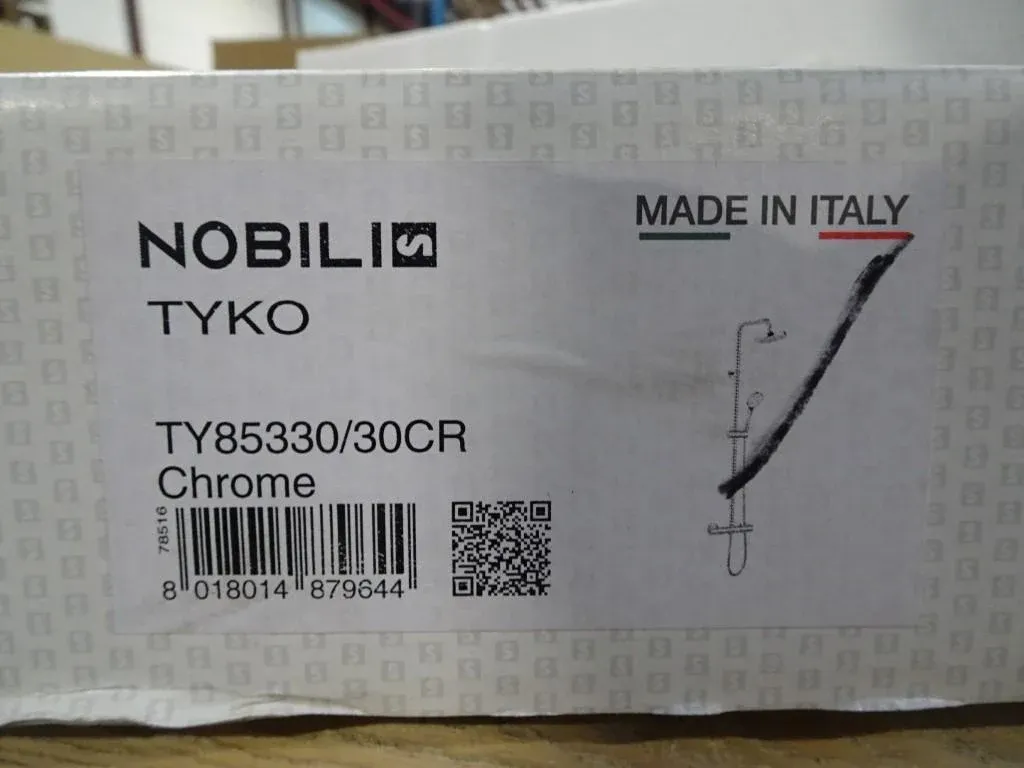 NOBILI
TYKO
MADE IN ITALY
TY85330/30CR
Chrome
78516
8 018014 879644